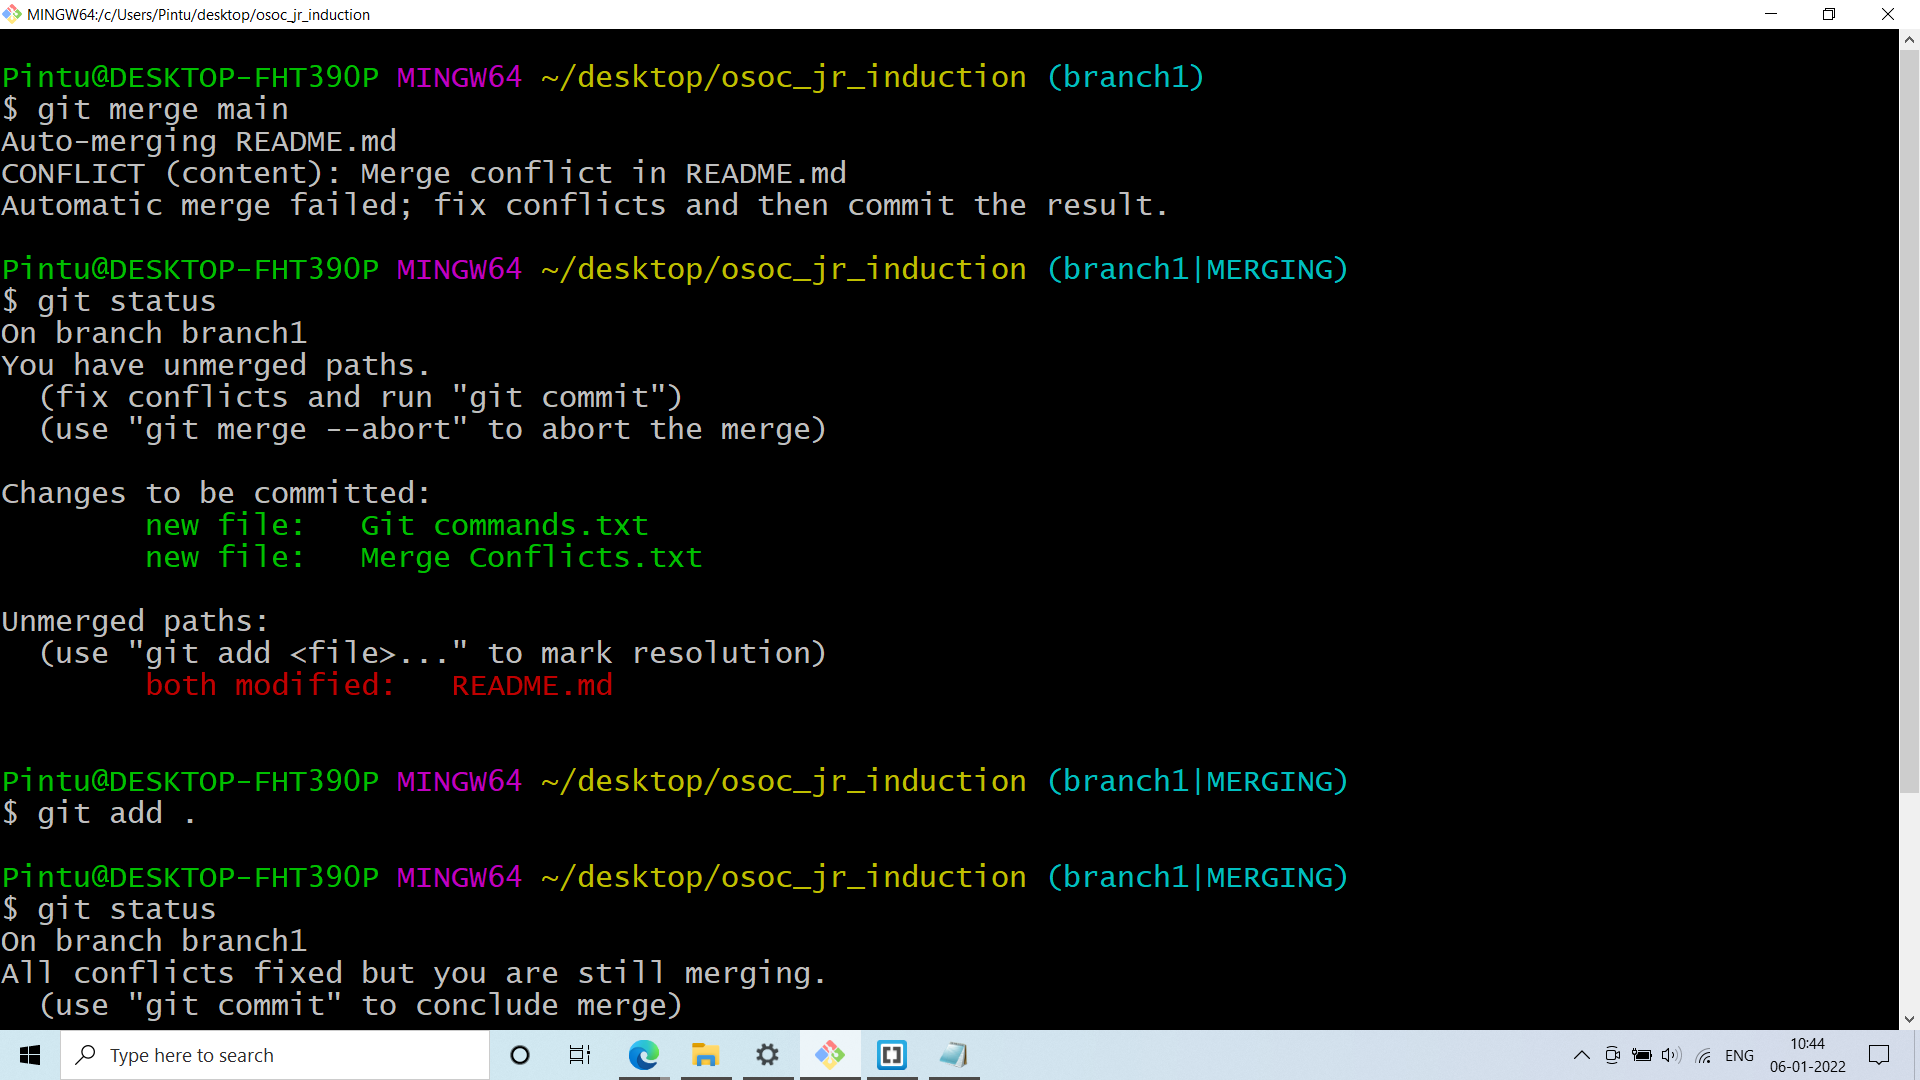 MINGW64:/c/Users/Pintu/desktop/osoc_jr_induction
Pintu@DESKTOP-FHT39OP MINGW64 ~/desktop/osoc_jr_induction (branch1)
$ git merge main
Auto-merging README.md
CONFLICT (content): Merge conflict in README.md
Automatic merge failed; fix conflicts and then commit the result.
Pintu@DESKTOP-FHT39OP MINGW64 ~/desktop/osoc_jr_induction (branch1|MERGING)
$ git status
On branch branch1
You have unmerged paths.
  (fix conflicts and run "git commit")
  (use "git merge --abort" to abort the merge)
Changes to be committed:
        new file:   Git commands.txt
        new file:   Merge Conflicts.txt
Unmerged paths:
  (use "git add <file>..." to mark resolution)
        both modified:   README.md
Pintu@DESKTOP-FHT39OP MINGW64 ~/desktop/osoc_jr_induction (branch1|MERGING)
$ git add .
Pintu@DESKTOP-FHT39OP MINGW64 ~/desktop/osoc_jr_induction (branch1|MERGING)
$ git status
On branch branch1
All conflicts fixed but you are still merging.
  (use "git commit" to conclude merge)
Type here to search
ENG
10:44
06-01-2022